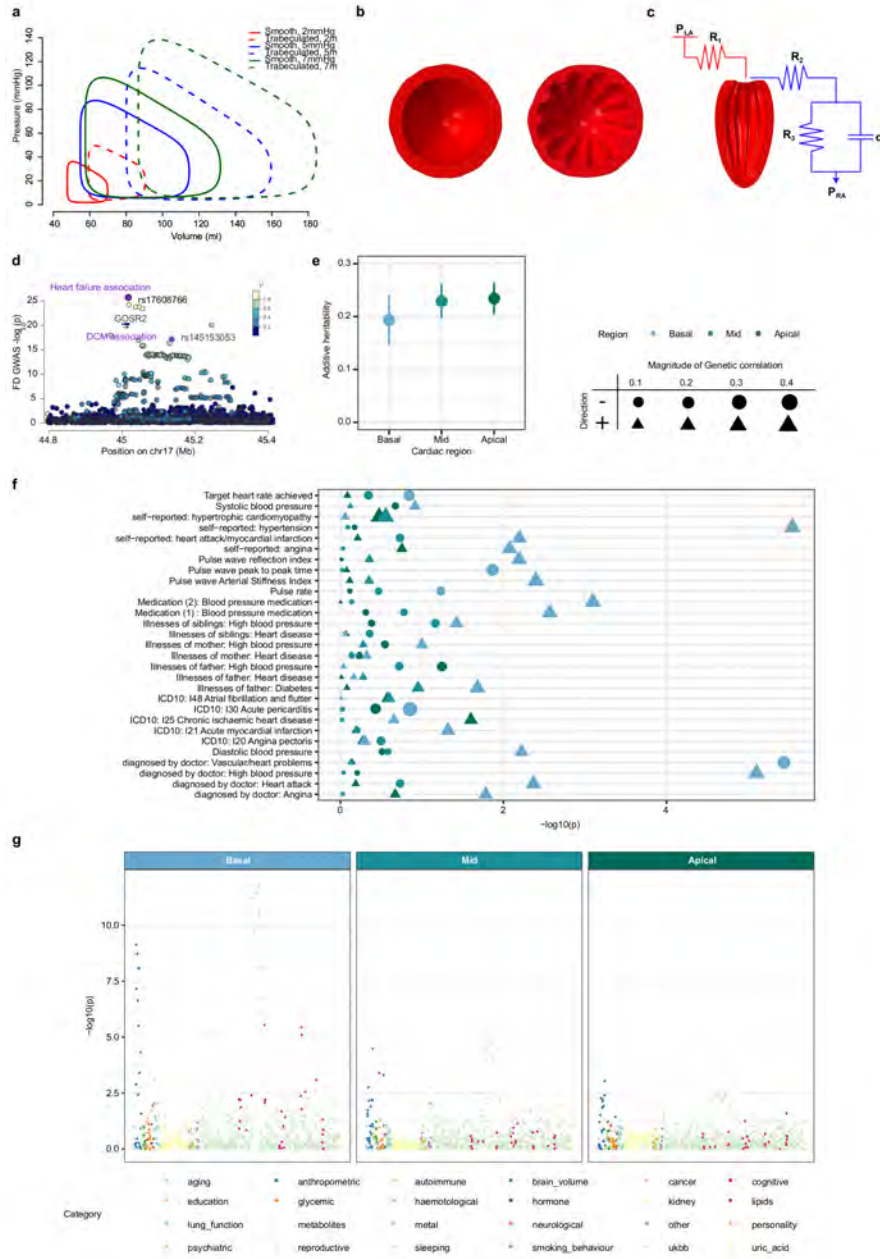 a
Smooth, 2mmHg
Trabeculated, 2m
Smooth, 5mmHg
Trabeculated, 5m
Smooth, 7mmHg
Trabeculated, 7m
Pressure (mmHg)
0 20 40 60 80 100 120 140
40 60 80 100 120 140 160 180
Volume (ml)
b
c
P LA
R1
R2
R3
P RA
d
Heart failure association
rs17608766
GOSR2
DCM association
rs145153053
FD GWAS -log (p)
0 5 10 15 20 25
44.8 45 45.2 45.4
Position on chr17 (Mb)
e
Additive heritability
0.3
0.2
0.1
0.0
Basal Mid Apical
Cardiac region
Region Basal Mid Apical
Magnitude of Genetic correlation
0.1 0.2 0.3 0.4
Direction
-
+
f
Target heart rate achieved
Systolic blood pressure
self-reported: hypertrophic cardiomyopathy
self-reported: hypertension
self-reported: heart attack/myocardial infarction
self-reported: angina
Pulse wave reflection index
Pulse wave peak to peak time
Pulse wave Arterial Stiffness Index
Pulse rate
Medication (2): Blood pressure medication
Medication (1) : Blood pressure medication
Illnesses of siblings: High blood pressure
Illnesses of siblings: Heart disease
Illnesses of mother: High blood pressure
Illnesses of mother: Heart disease
Illnesses of father: High blood pressure
Illnesses of father: Heart disease
Illnesses of father: Diabetes
ICD10: I48 Atrial fibrillation and flutter
ICD10: I30 Acute pericarditis
ICD10: I25 Chronic ischaemic heart disease
ICD10: I21 Acute myocardial infarction
ICD10: I20 Angina pectoris
Diastolic blood pressure
diagnosed by doctor: Vascular/heart problems
diagnosed by doctor: High blood pressure
diagnosed by doctor: Heart attack
diagnosed by doctor: Angina
0 2 4
-log10(p)
g
Basal Mid Apical
-log10(p)
10.0
7.5
5.0
2.5
0.0
Category
aging anthropometric autoimmune brain_volume cancer cognitive
education glycemic haemotological hormone kidney lipids
lung_function metabolites metal neurological other personality
psychiatric reproductive sleeping smoking_behaviour ukbb uric_acid